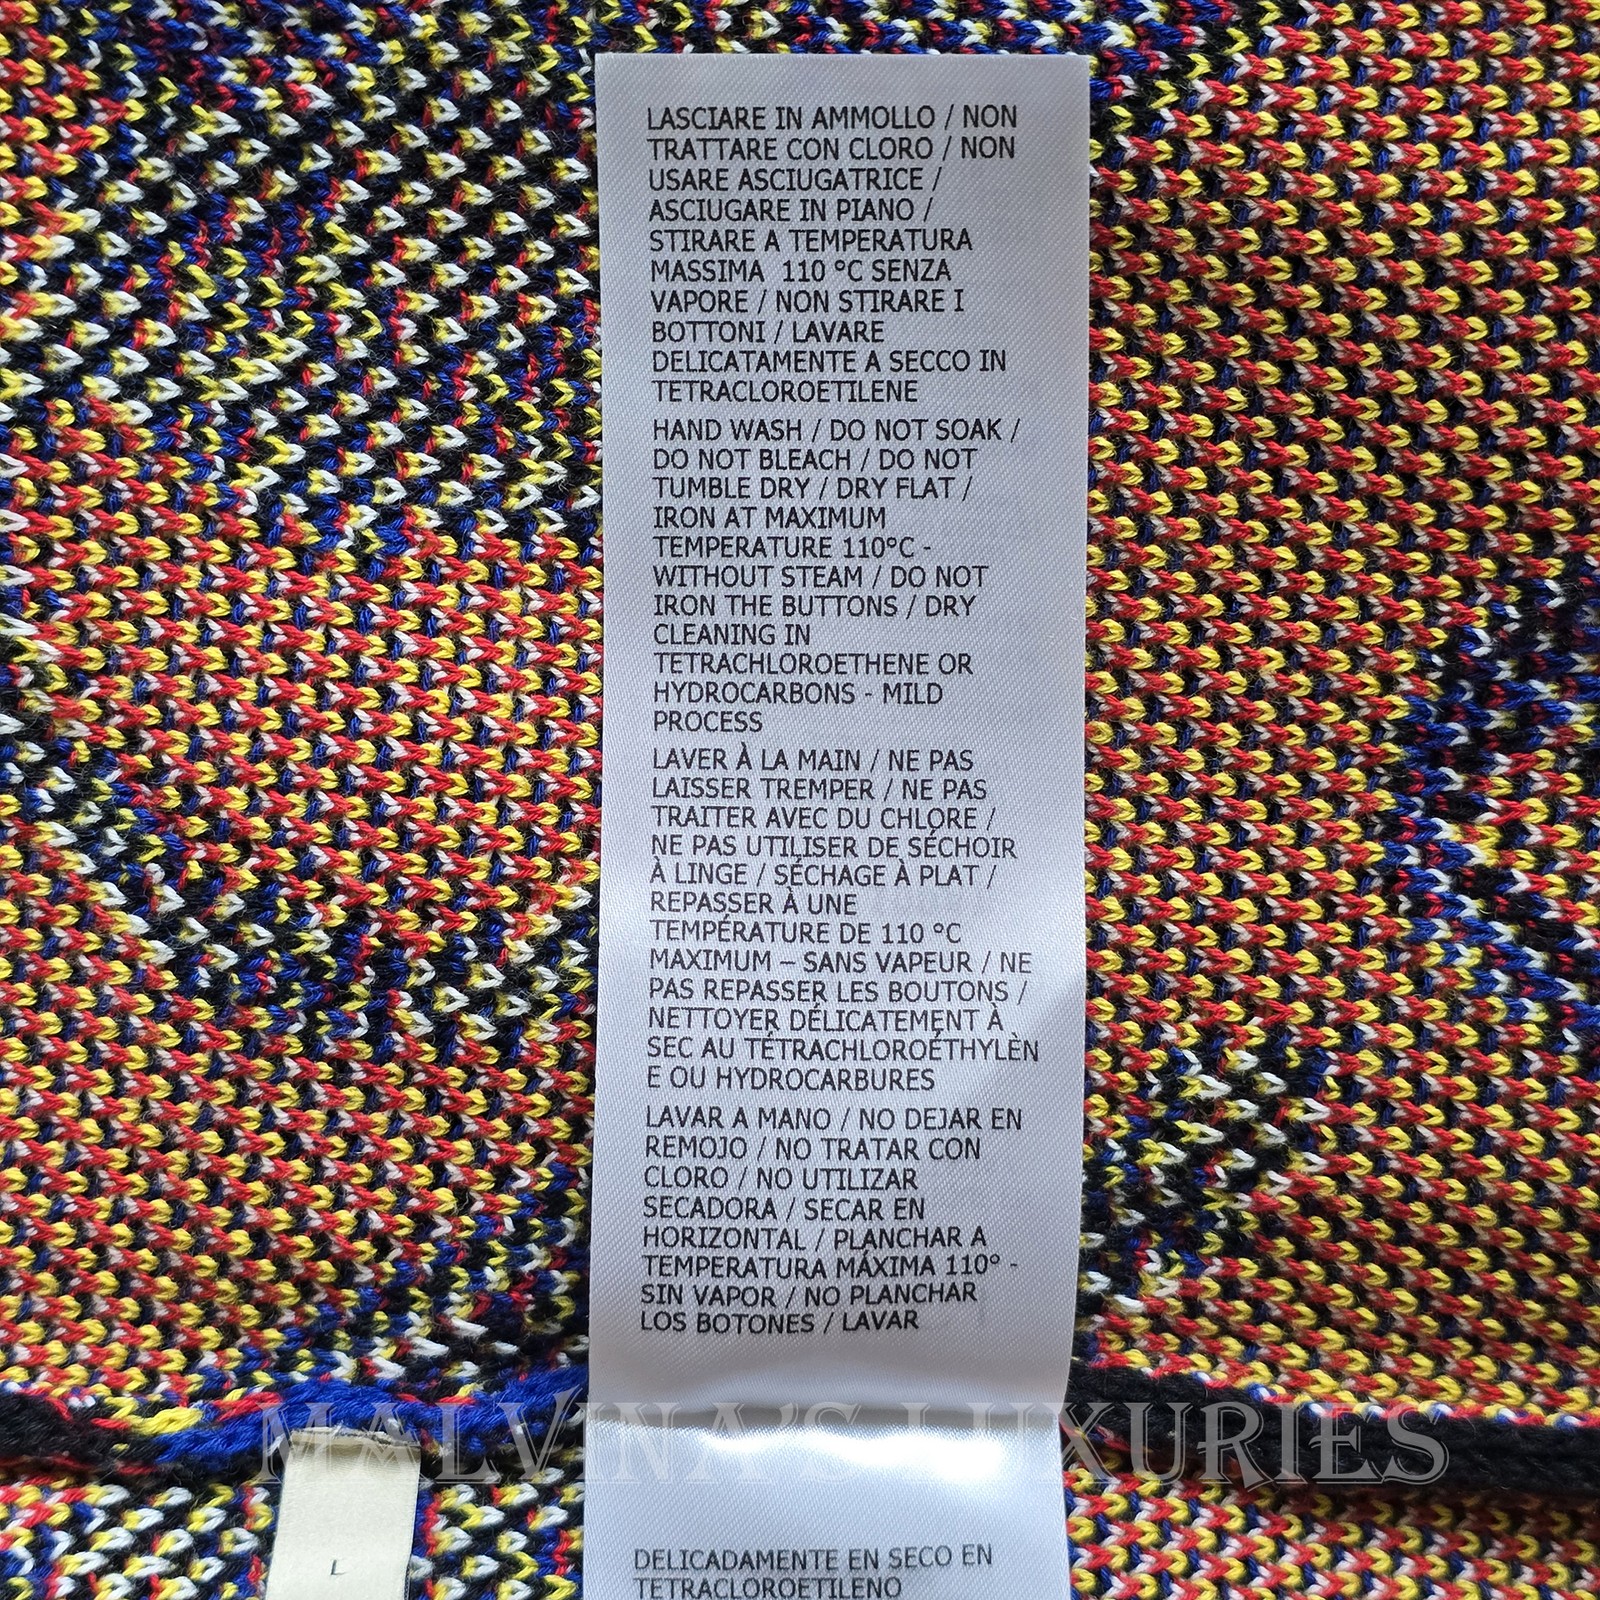 LASCIARE IN AMMOLLO / NON
TRATTARE CON CLORO / NON
USARE ASCIUGATRICE /
ASCIUGARE IN PIANO /
STIRARE A TEMPERATURA
MASSIMA 110 °C SENZA
VAPORE / NON STIRARE I
BOTTONI / LAVARE
DELICATAMENTE A SECCO IN
TETRACLOROETILENE
HAND WASH / DO NOT SOAK /
DO NOT BLEACH / DO NOT
TUMBLE DRY / DRY FLAT /
IRON AT MAXIMUM
TEMPERATURE 110°C -
WITHOUT STEAM / DO NOT
IRON THE BUTTONS / DRY
CLEANING IN
TETRACHLOROETHENE OR
HYDROCARBONS - MILD
PROCESS
LAVER À LA MAIN / NE PAS
LAISSER TREMPER / NE PAS
TRAITER AVEC DU CHLORE /
NE PAS UTILISER DE SÉCHOIR
À LINGE / SÉCHAGE À PLAT /
REPASSER À UNE
TEMPÉRATURE DE 110 °C
MAXIMUM – SANS VAPEUR / NE
PAS REPASSER LES BOUTONS /
NETTOYER DÉLICATEMENT À
SEC AU TÉTRACHLOROÉTHYLÈN
E OU HYDROCARBURES
LAVAR A MANO / NO DEJAR EN
REMOJO / NO TRATAR CON
CLORO / NO UTILIZAR
SECADORA / SECAR EN
HORIZONTAL / PLANCHAR A
TEMPERATURA MÁXIMA 110° -
SIN VAPOR / NO PLANCHAR
LOS BOTONES / LAVAR
MALVINA'S LUXURIES
DELICADAMENTE EN SECO EN
TETRACLOROETILENO
L